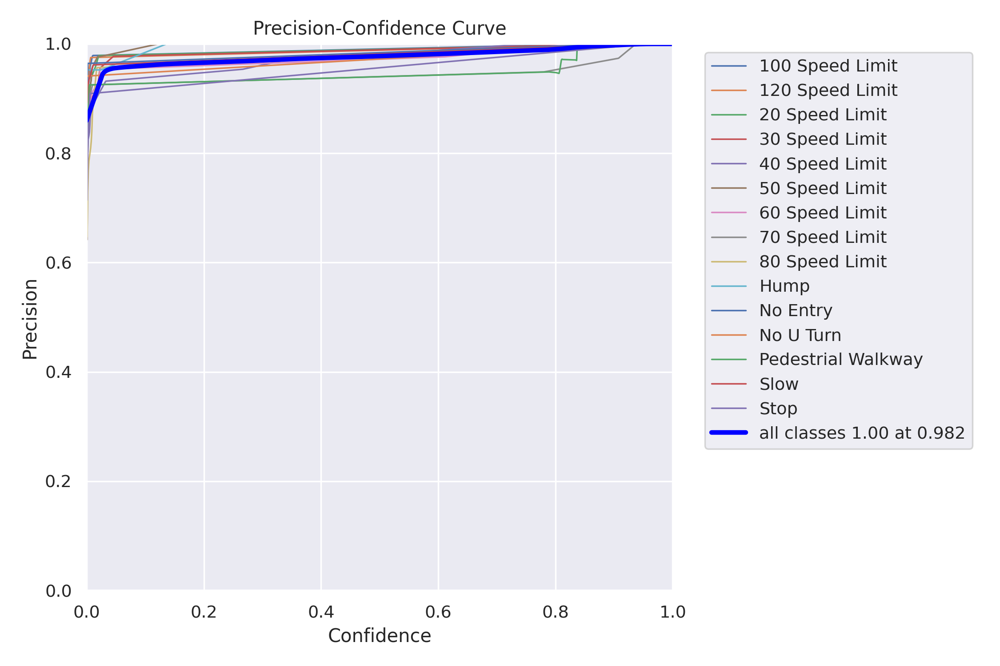 Precision-Confidence Curve
1.0
0.8
0.6
0.4
0.2
0.0
Precision
0.0 0.2 0.4 0.6 0.8 1.0
Confidence
100 Speed Limit
120 Speed Limit
20 Speed Limit
30 Speed Limit
40 Speed Limit
50 Speed Limit
60 Speed Limit
70 Speed Limit
80 Speed Limit
Hump
No Entry
No U Turn
Pedestrial Walkway
Slow
Stop
all classes 1.00 at 0.982